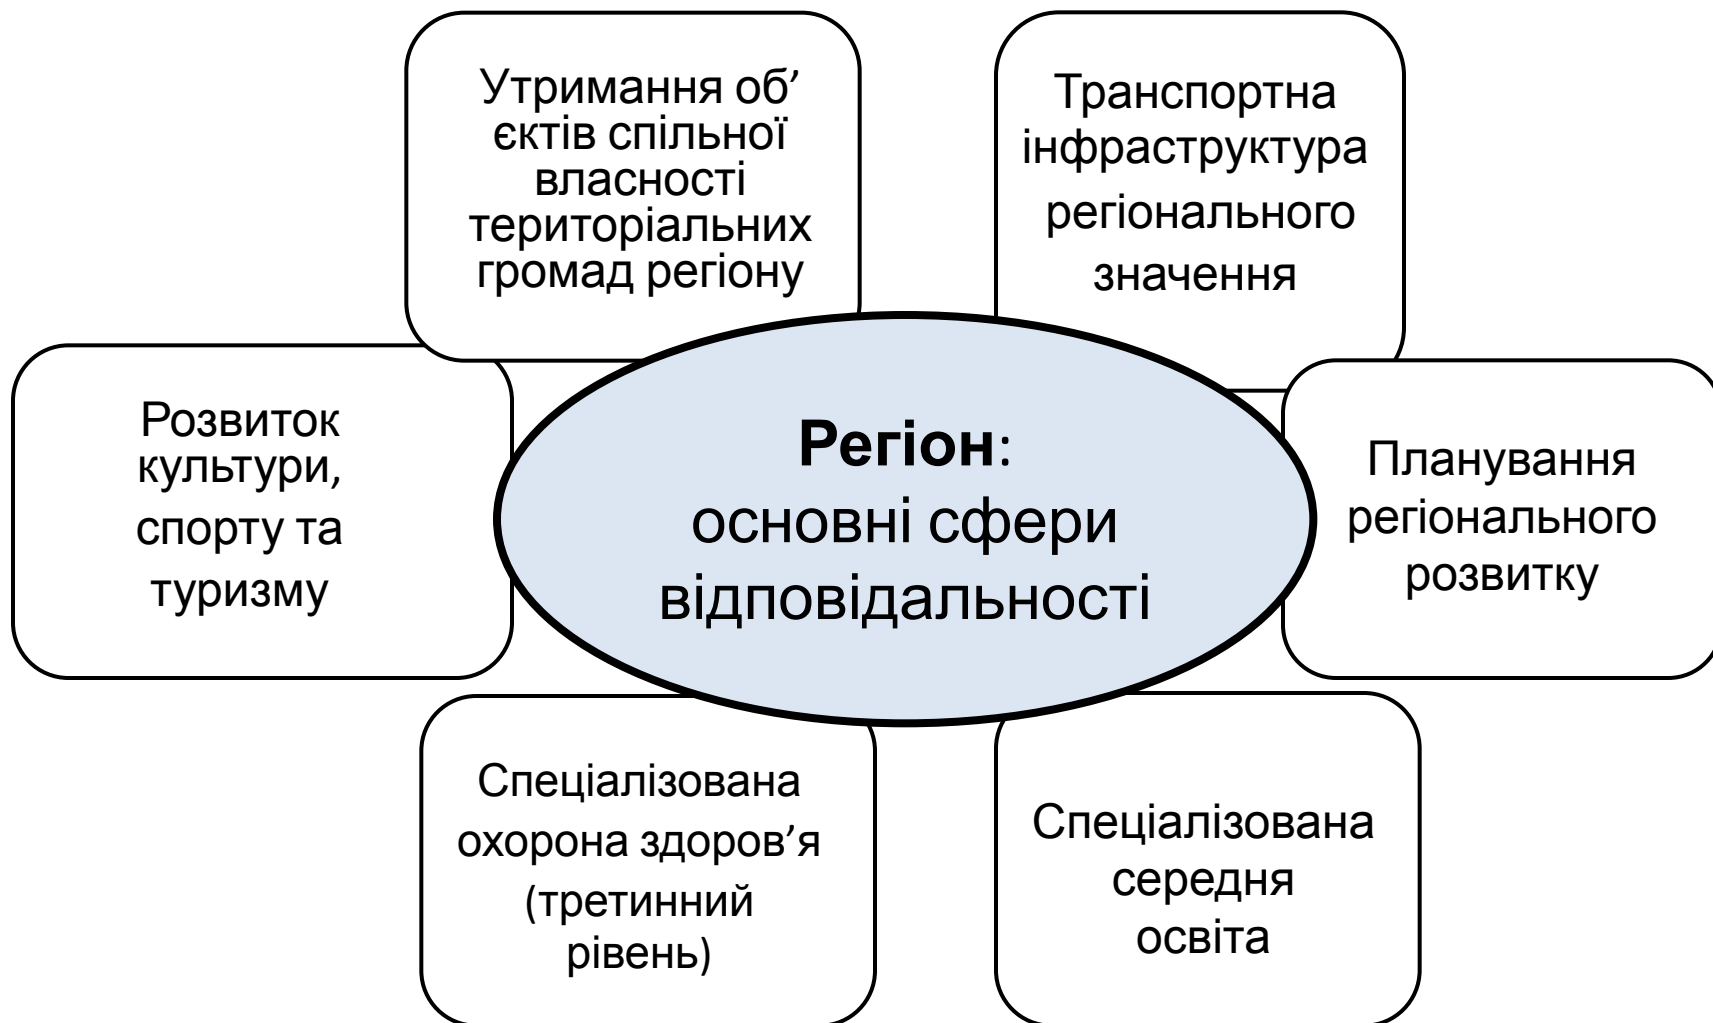 Утримання об’
єктів спільної
власності
територіальних
громад регіону
Транспортна
інфраструктура
регіонального
значення
Розвиток
культури,
спорту та
туризму
Регіон:
основні сфери
відповідальності
Планування
регіонального
розвитку
Спеціалізована
охорона здоров’я
(третинний
рівень)
Спеціалізована
середня
освіта